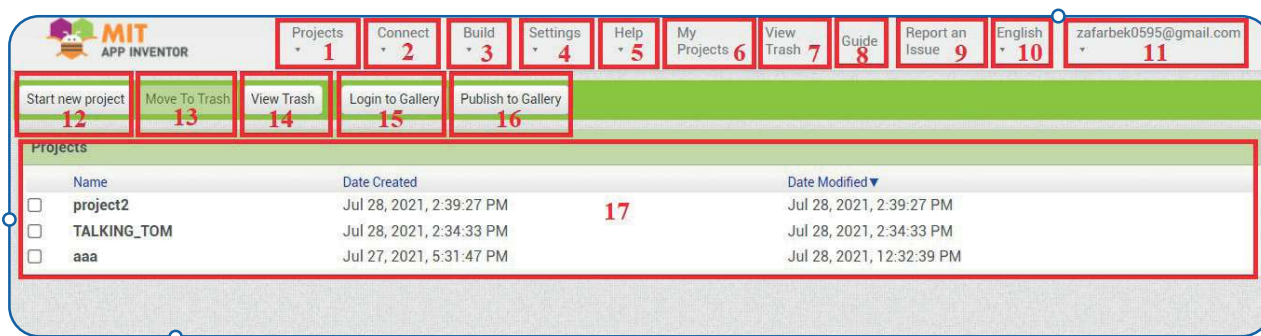 MIT
APP INVENTOR
Projects
1
Connect
2
Build
3
Settings
4
Help
5
My
Projects 6
View
Trash 7
Guide
8
Report an
Issue 9
English
10
zafarbek0595@gmail.com
11
Start new project
12
Move To Trash
13
View Trash
14
Login to Gallery
15
Publish to Gallery
16
Projects
Name Date Created Date Modified▼
project2 Jul 28, 2021, 2:39:27 PM Jul 28, 2021, 2:39:27 PM
17
TALKING_TOM Jul 28, 2021, 2:34:33 PM Jul 28, 2021, 2:34:33 PM
aaa Jul 27, 2021, 5:31:47 PM Jul 28, 2021, 12:32:39 PM